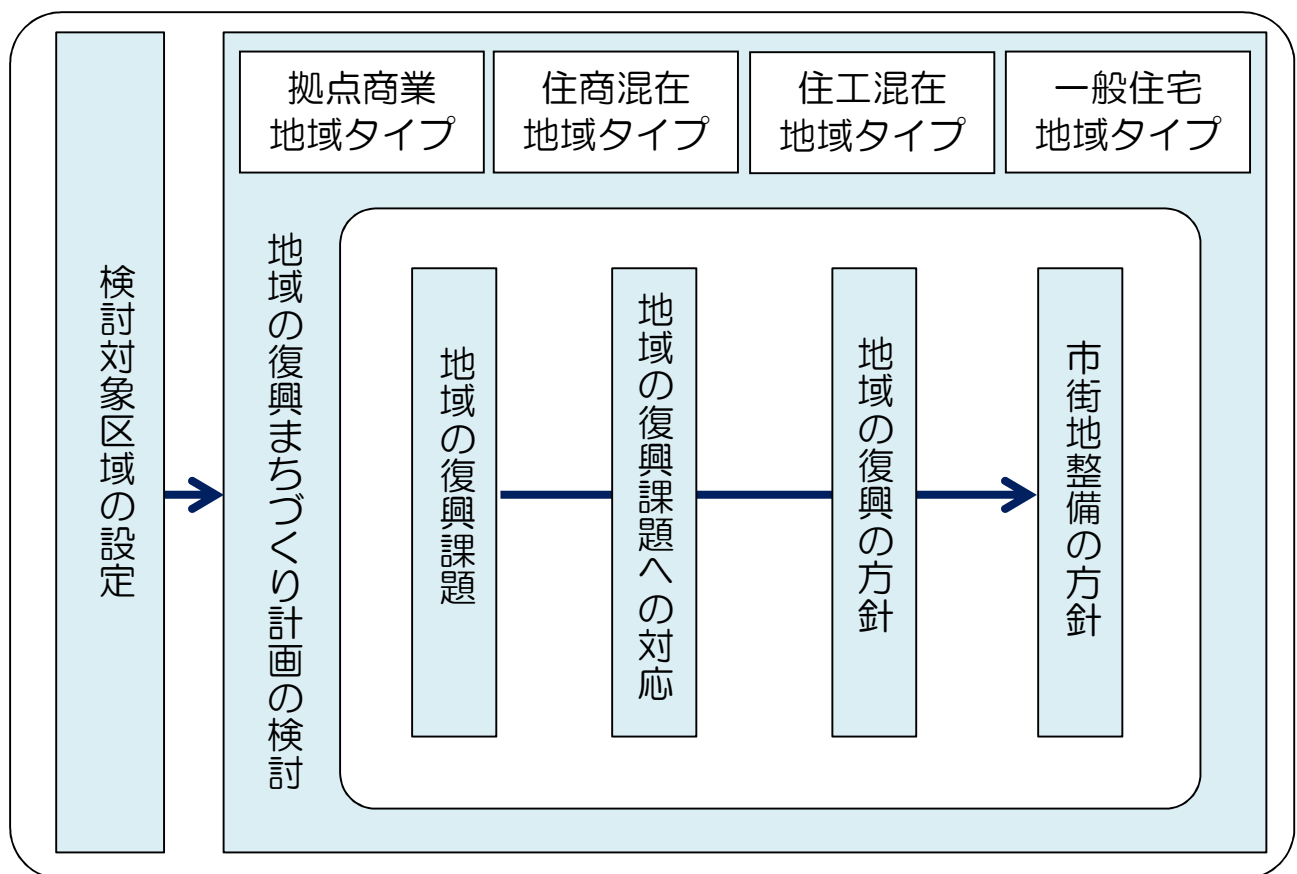 検討対象区域の設定
拠点商業
地域タイプ
住商混在
地域タイプ
住工混在
地域タイプ
一般住宅
地域タイプ
地域の復興まちづくり計画の検討
地域の復興課題
地域の復興課題への対応
地域の復興の方針
市街地整備の方針